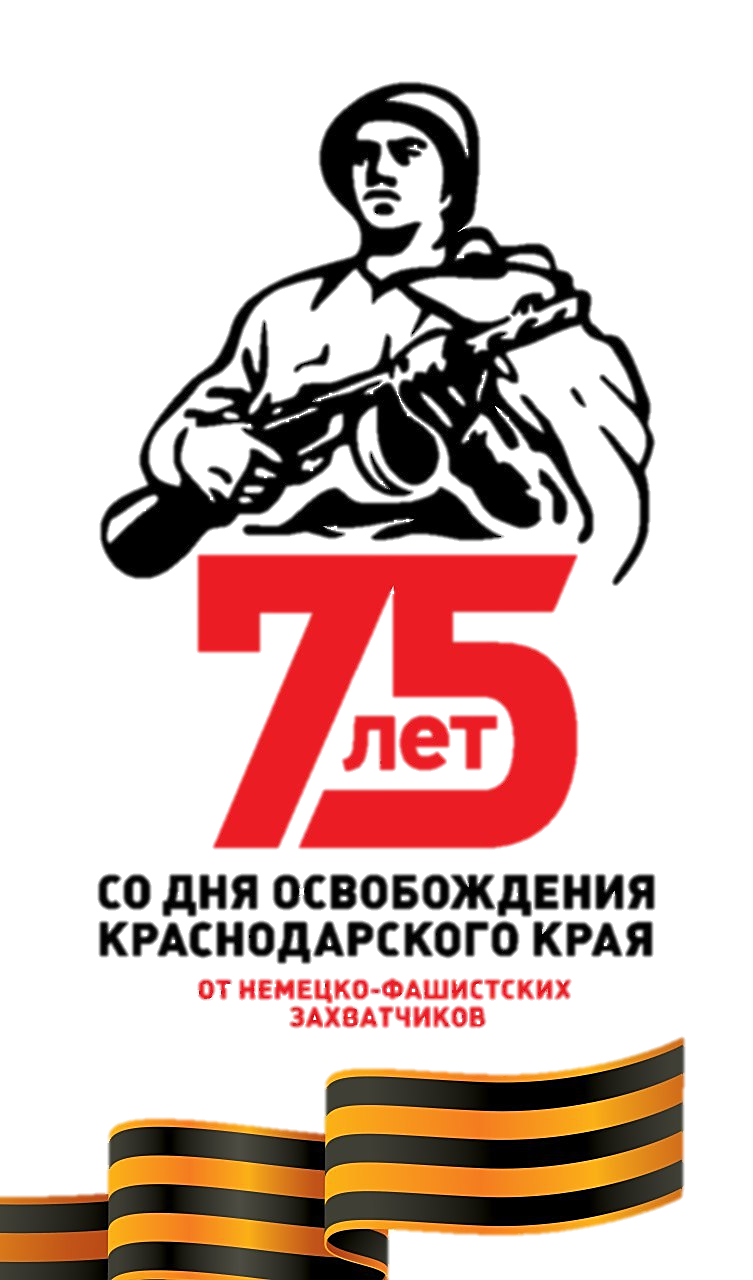 75
лет
СО ДНЯ ОСВОБОЖДЕНИЯ
КРАСНОДАРСКОГО КРАЯ
ОТ НЕМЕЦКО-ФАШИСТСКИХ
ЗАХВАТЧИКОВ